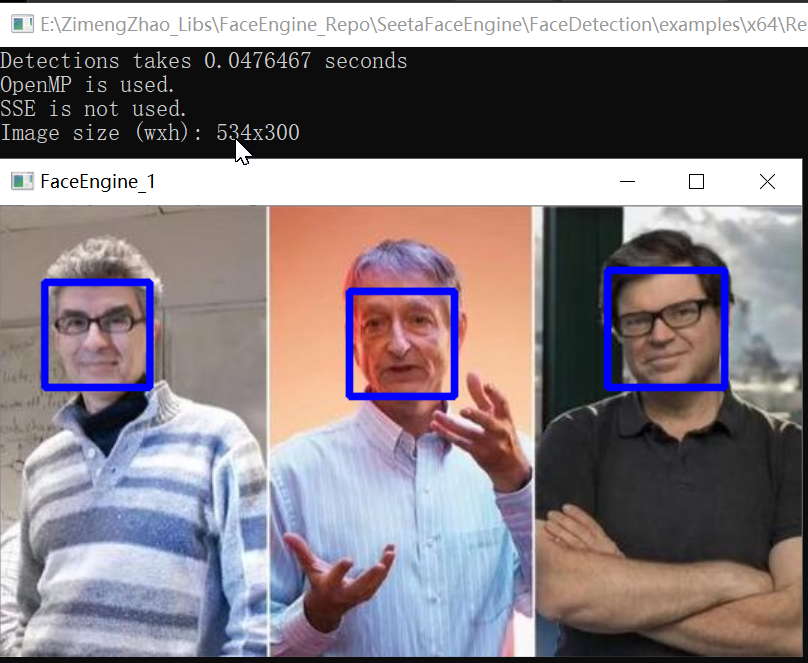 E:\ZimengZhao_Libs\FaceEngine_Repo\SeetaFaceEngine\FaceDetection\examples\x64\Re
Detections takes 0.0476467 seconds
OpenMP is used.
SSE is not used.
Image size (wxh): 534x300
FaceEngine_1